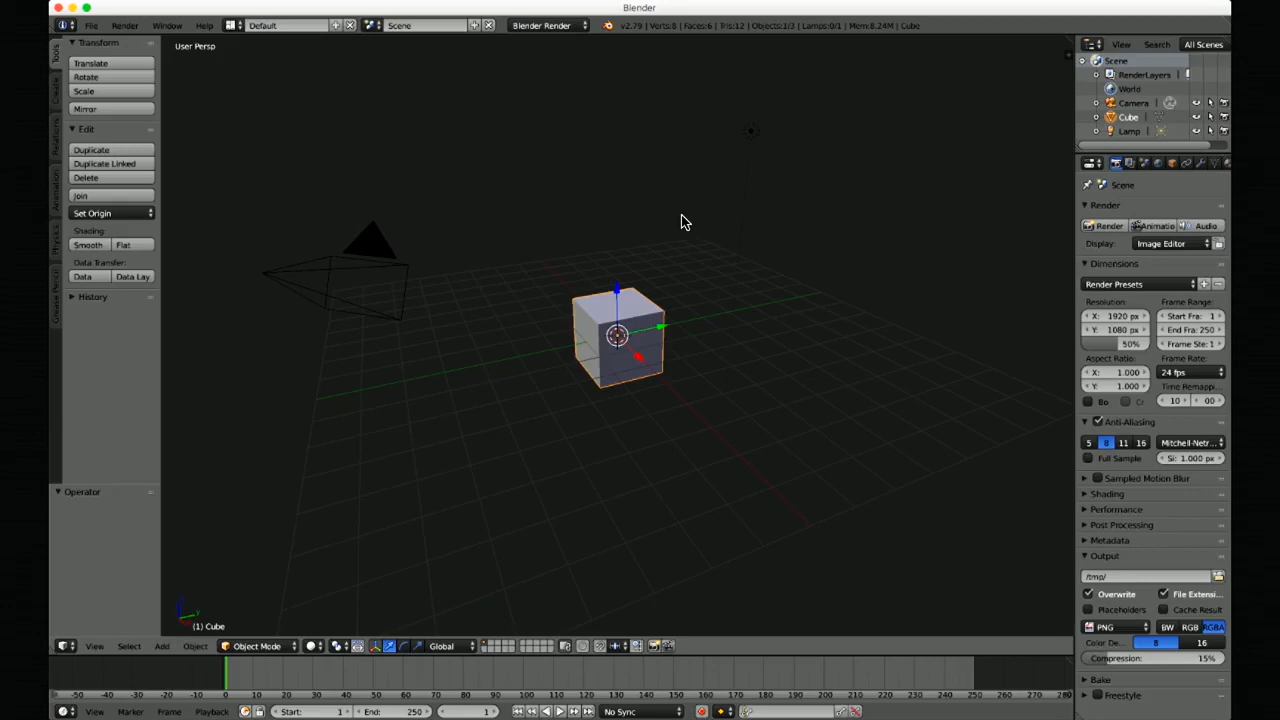 Blender
File Render Window Help Default Scene Blender Render v2.79 | Verts:8 | Faces:6 | Tris:12 | Objects:1/3 | Lamps:0/1 | Mem:8.24M | Cube
Transform
Translate
Rotate
Scale
Mirror
Edit
Duplicate
Duplicate Linked
Delete
Join
Set Origin
Shading:
Smooth Flat
Data Transfer:
Data Data Lay
History
Operator
Tools
Create
Relations
Animation
Physics
Grease Pencil
User Persp
(1) Cube
View Search All Scenes
Scene
RenderLayers
World
Camera
Cube
Lamp
Scene
Render
Render Animatio Audio
Display: Image Editor
Dimensions
Render Presets
Resolution: Frame Range:
X: 1920 px Start Fra: 1
Y: 1080 px End Fra: 250
50% Frame Ste: 1
Aspect Ratio: Frame Rate:
X: 1.000 24 fps
Y: 1.000 Time Remappi...
Bo Cr 10 00
Anti-Aliasing
5 8 11 16 Mitchell-Netr...
Full Sample Si: 1.000 px
Sampled Motion Blur
Shading
Performance
Post Processing
Metadata
Output
/tmp/
Overwrite File Extensi...
Placeholders Cache Result
PNG BW RGB RGBA
Color De... 8 16
Compression: 15%
Bake
Freestyle
View Select Add Object Object Mode Global
-50 -40 -30 -20 -10 0 10 20 30 40 50 60 70 80 90 100 110 120 130 140 150 160 170 180 190 200 210 220 230 240 250 260 270 280
View Marker Frame Playback Start: 1 End: 250 1 No Sync